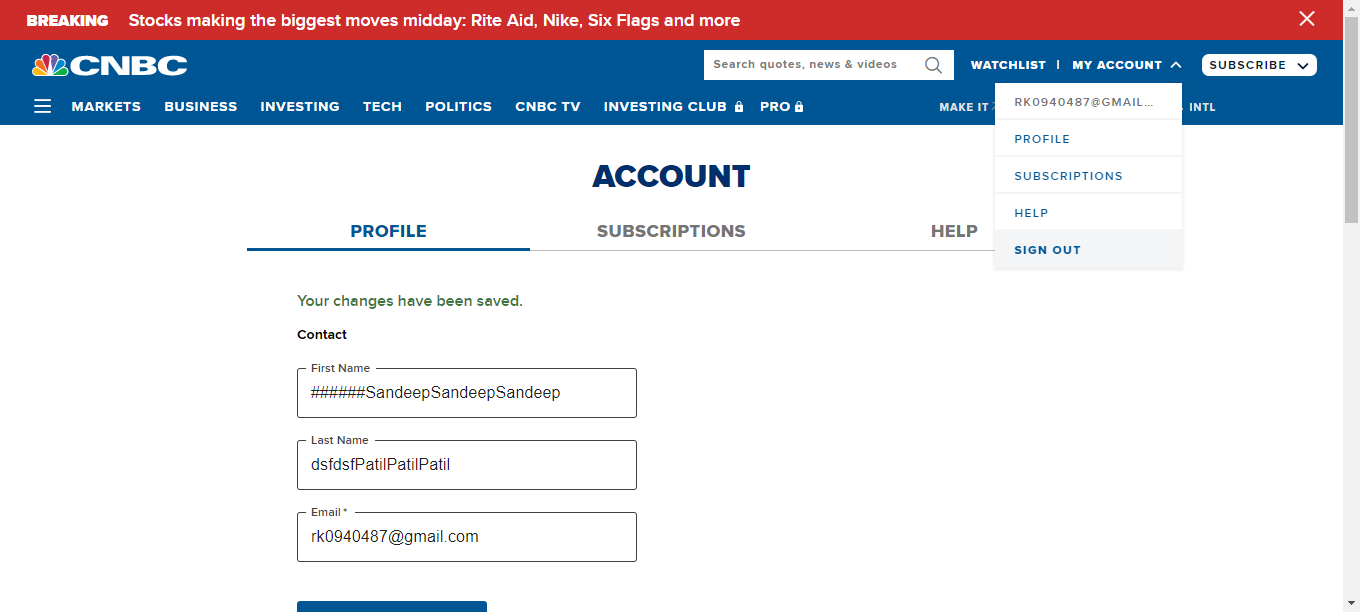 BREAKING Stocks making the biggest moves midday: Rite Aid, Nike, Six Flags and more
CNBC Search quotes, news & videos WATCHLIST | MY ACCOUNT SUBSCRIBE
MARKETS BUSINESS INVESTING TECH POLITICS CNBC TV INVESTING CLUB PRO MAKE IT INTL
RK0940487@GMAIL...
PROFILE
SUBSCRIPTIONS
HELP
SIGN OUT
ACCOUNT
PROFILE SUBSCRIPTIONS HELP
Your changes have been saved.
Contact
First Name
######SandeepSandeepSandeep
Last Name
dsfdsfPatilPatilPatil
Email *
rk0940487@gmail.com